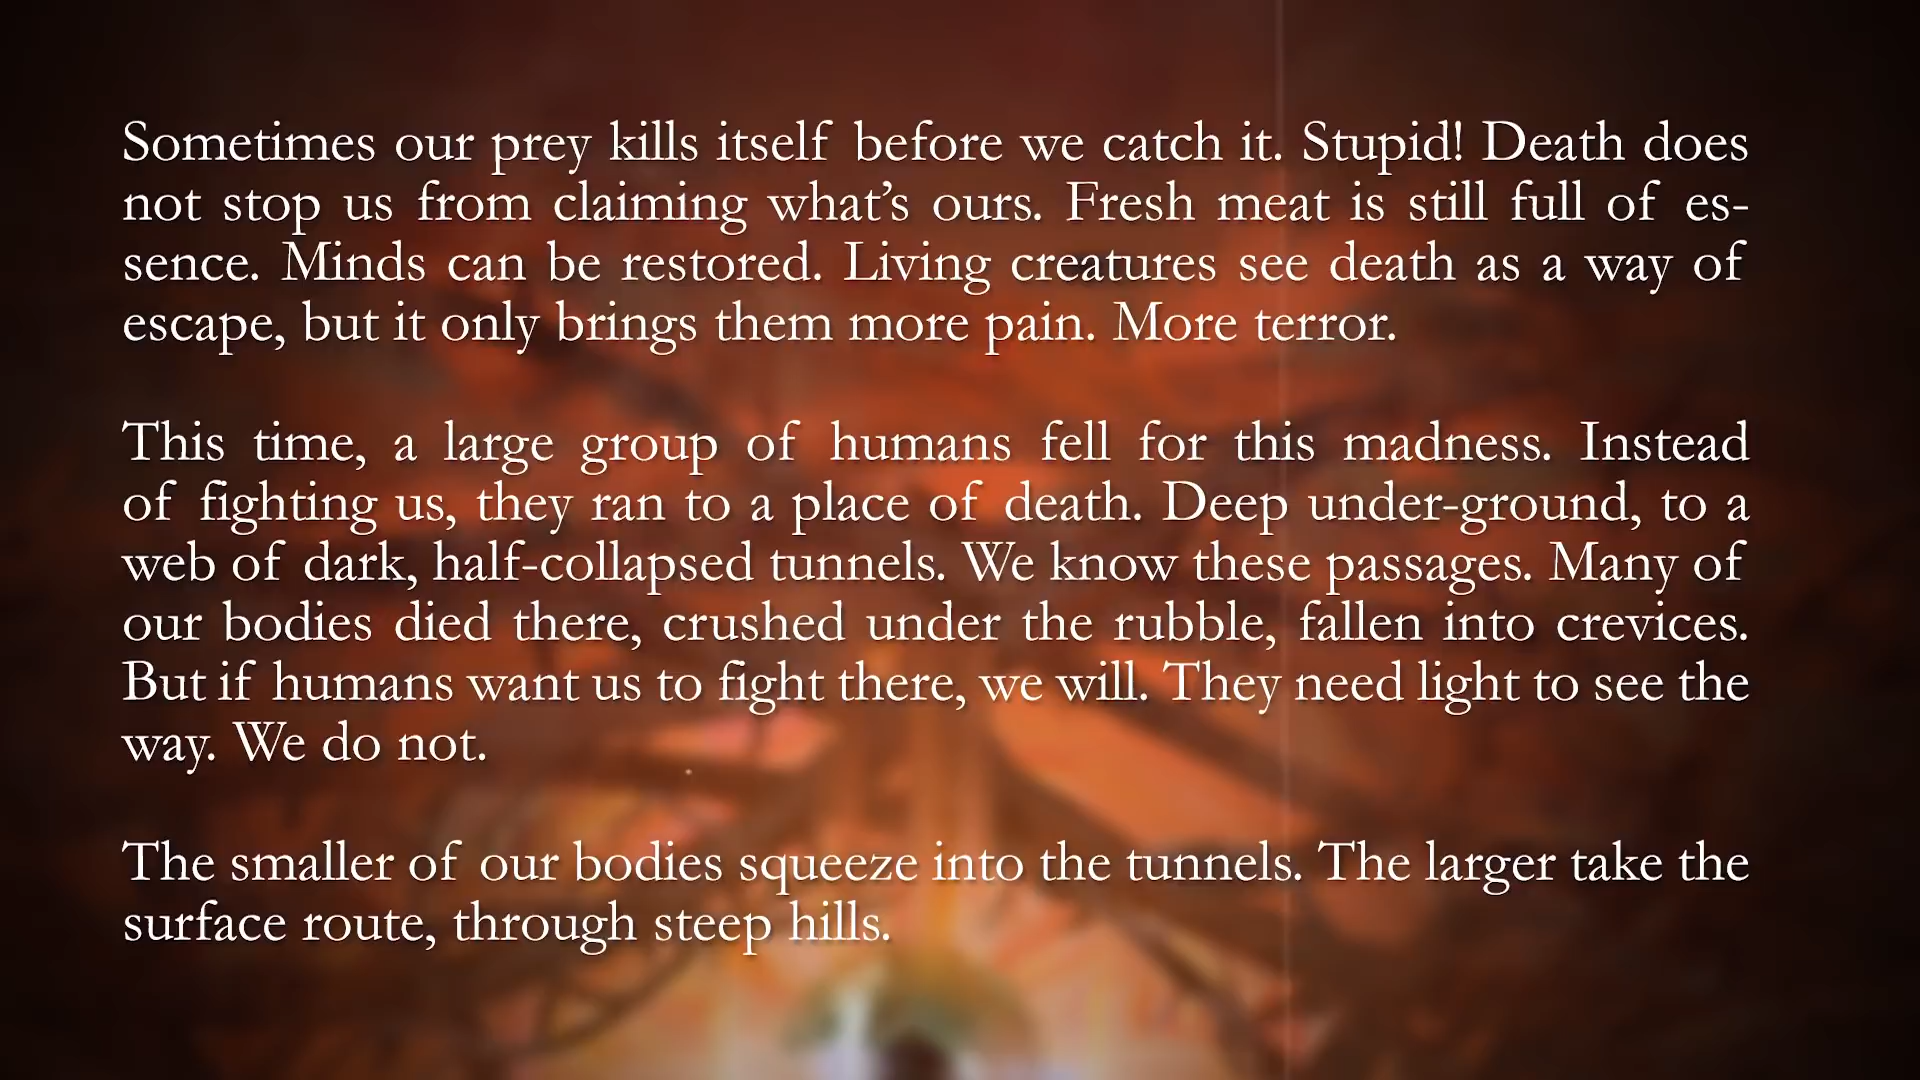 Sometimes our prey kills itself before we catch it. Stupid! Death does
not stop us from claiming what’s ours. Fresh meat is still full of es-
sence. Minds can be restored. Living creatures see death as a way of
escape, but it only brings them more pain. More terror.
This time, a large group of humans fell for this madness. Instead
of fighting us, they ran to a place of death. Deep under-ground, to a
web of dark, half-collapsed tunnels. We know these passages. Many of
our bodies died there, crushed under the rubble, fallen into crevices.
But if humans want us to fight there, we will. They need light to see the
way. We do not.
The smaller of our bodies squeeze into the tunnels. The larger take the
surface route, through steep hills.